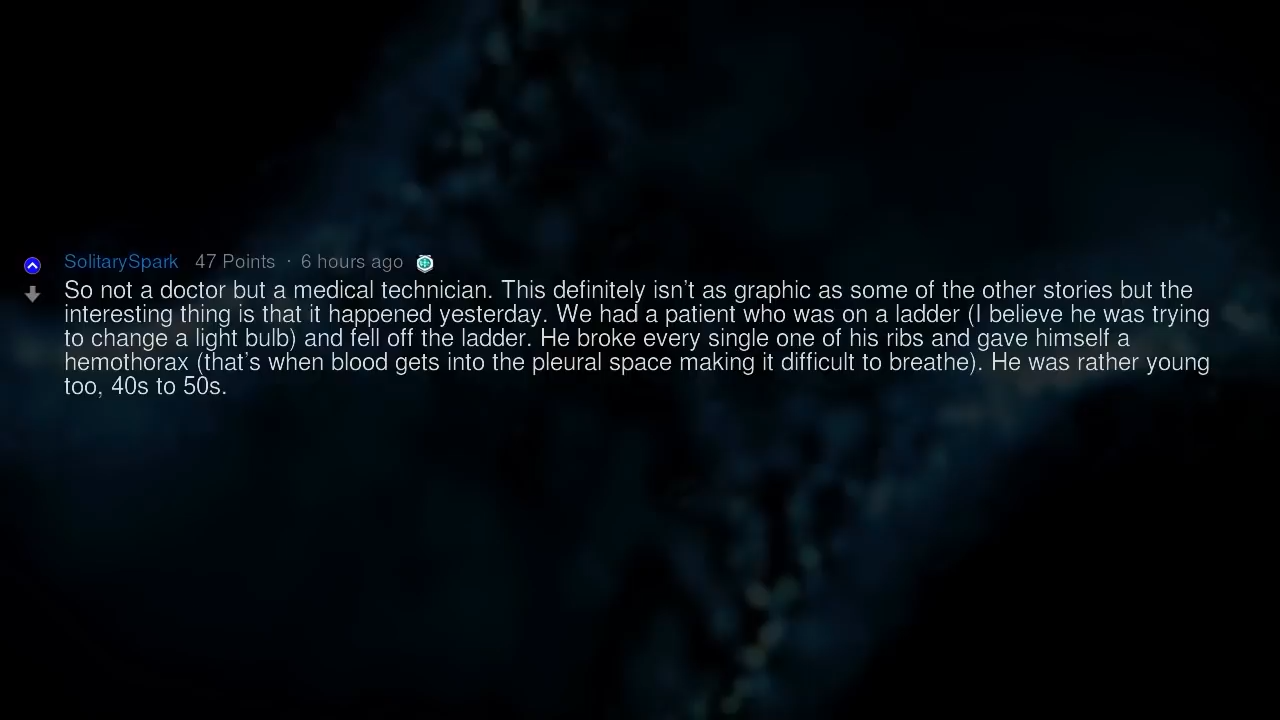 SolitarySpark 47 Points · 6 hours ago
So not a doctor but a medical technician. This definitely isn't as graphic as some of the other stories but the
interesting thing is that it happened yesterday. We had a patient who was on a ladder (I believe he was trying
to change a light bulb) and fell off the ladder. He broke every single one of his ribs and gave himself a
hemothorax (that's when blood gets into the pleural space making it difficult to breathe). He was rather young
too, 40s to 50s.